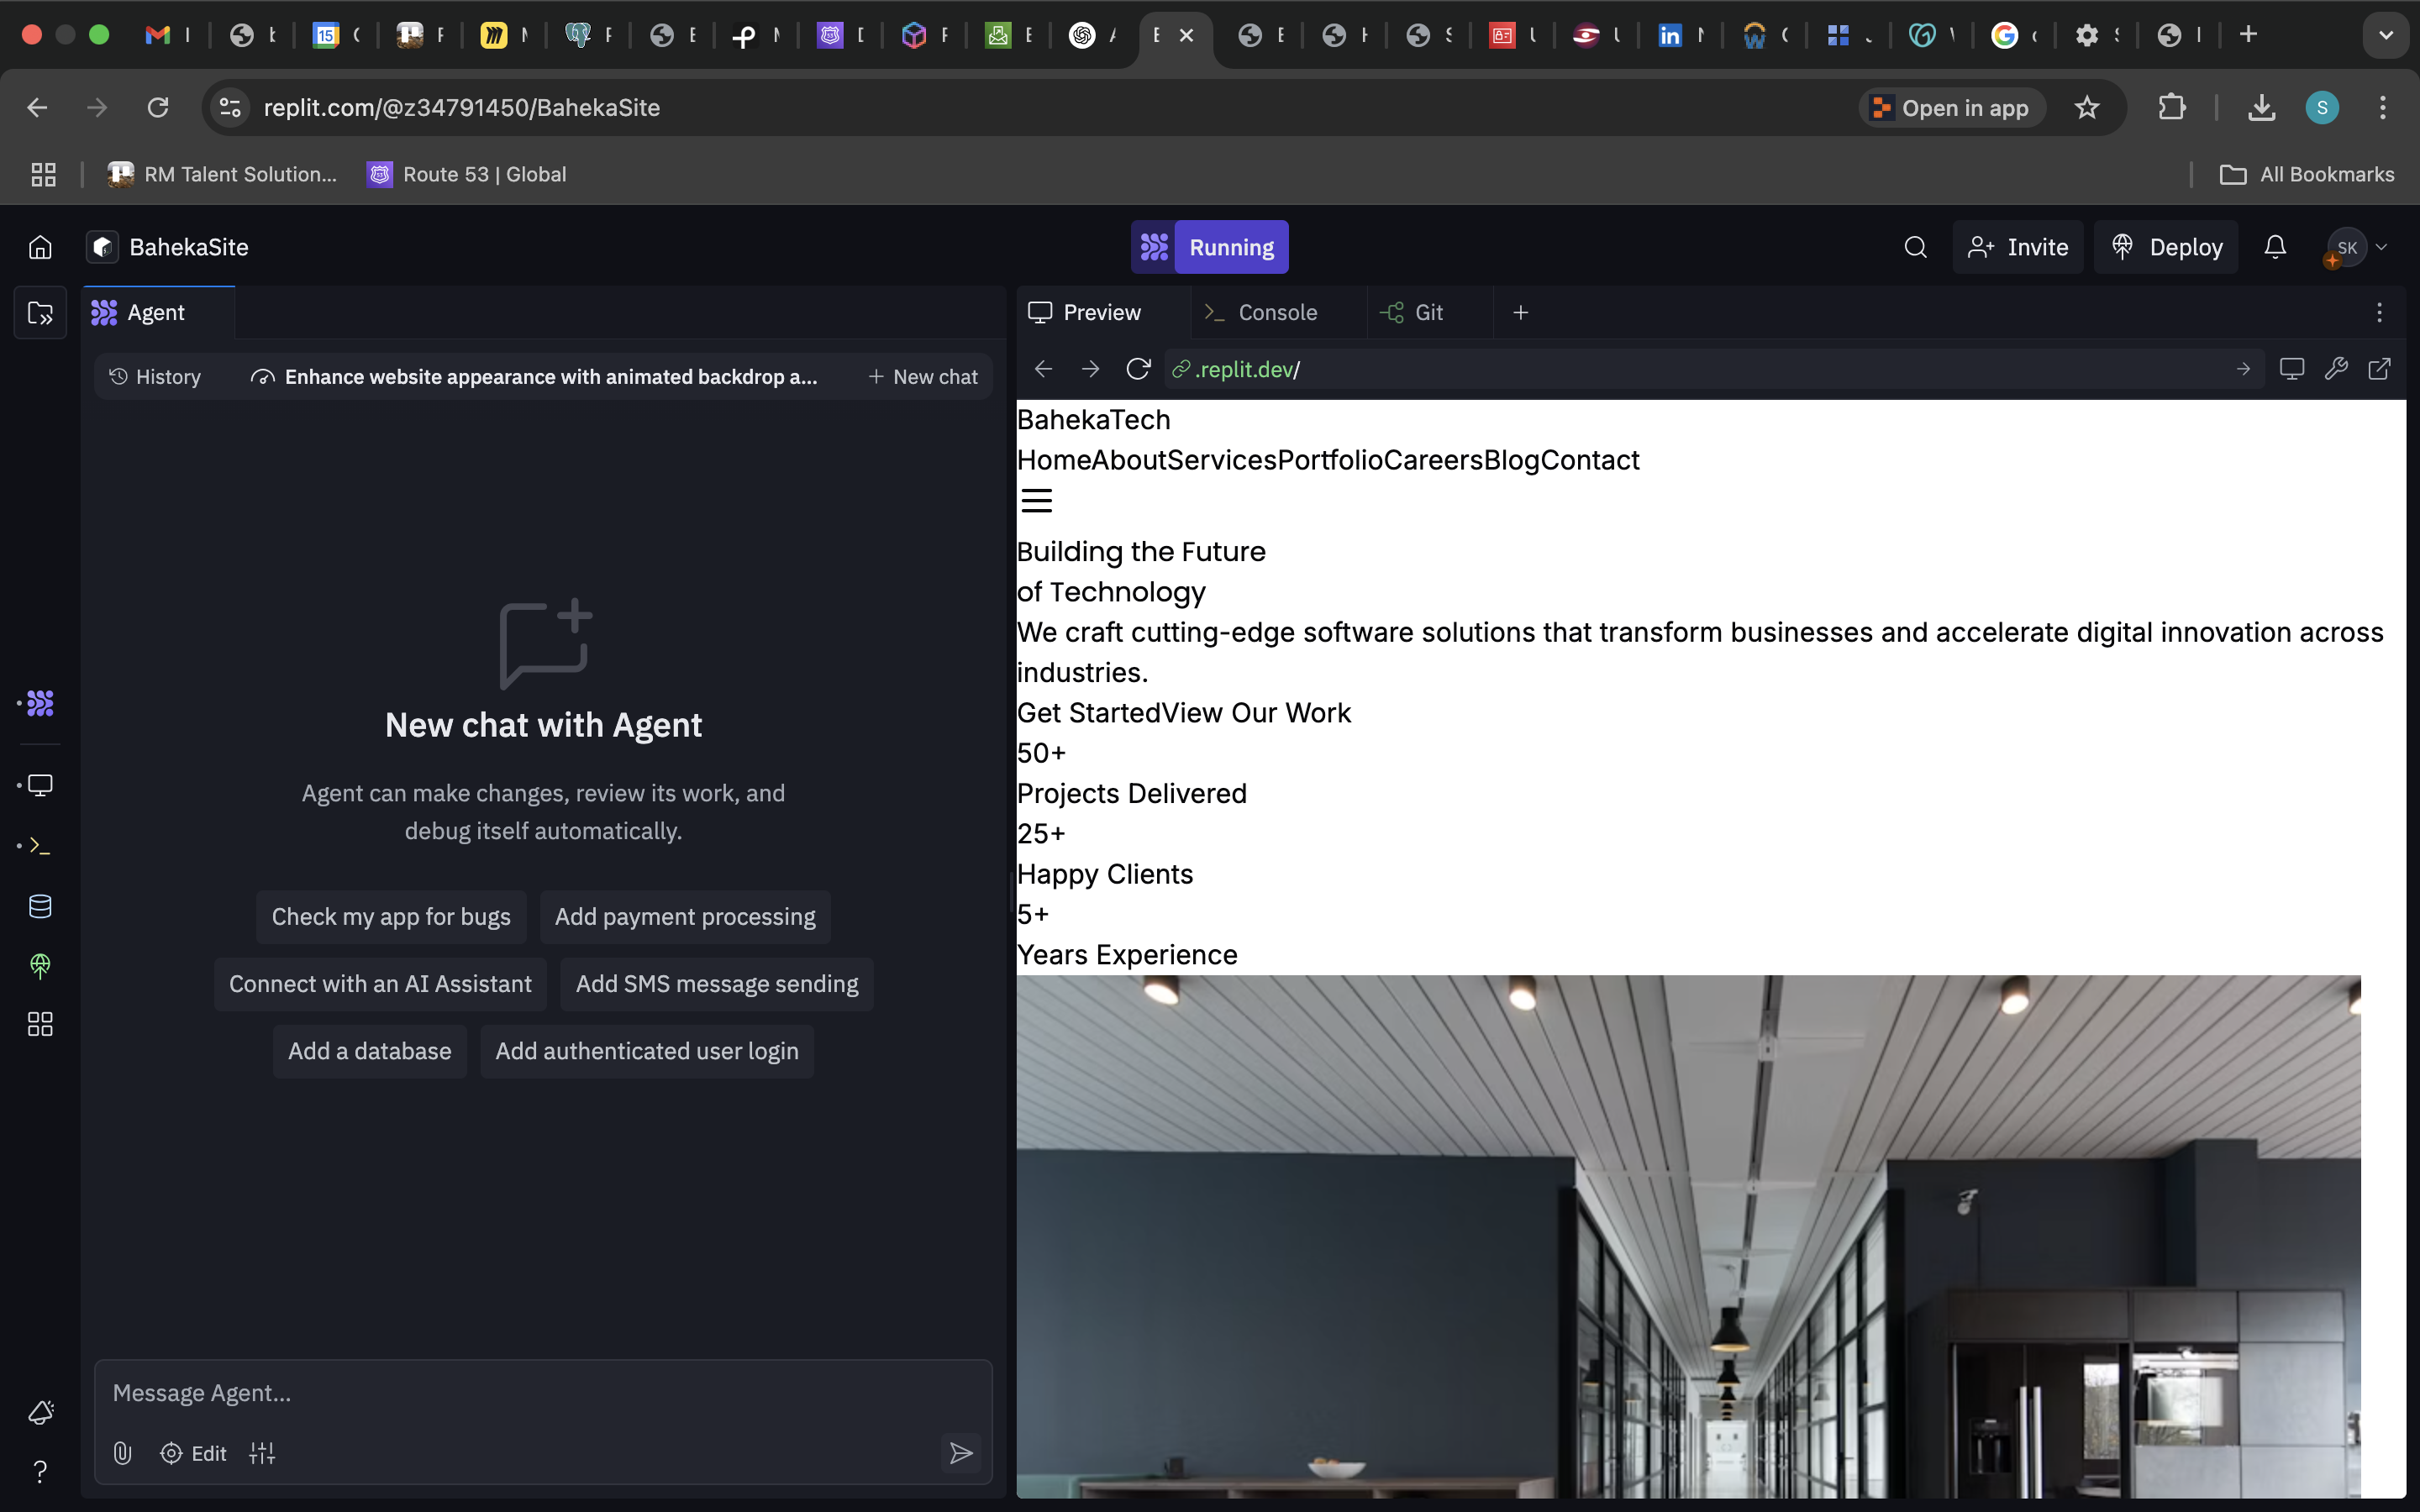 replit.com/@z34791450/BahekaSite
Open in app
S
RM Talent Solution...
Route 53 | Global
All Bookmarks
BahekaSite
Running
Invite
Deploy
SK
Agent
History
Enhance website appearance with animated backdrop a...
New chat
New chat with Agent
Agent can make changes, review its work, and
debug itself automatically.
Check my app for bugs
Add payment processing
Connect with an AI Assistant
Add SMS message sending
Add a database
Add authenticated user login
Message Agent...
Edit
Preview
Console
Git
.replit.dev/
BahekaTech
HomeAboutServicesPortfolioCareersBlogContact
Building the Future
of Technology
We craft cutting-edge software solutions that transform businesses and accelerate digital innovation across
industries.
Get StartedView Our Work
50+
Projects Delivered
25+
Happy Clients
5+
Years Experience